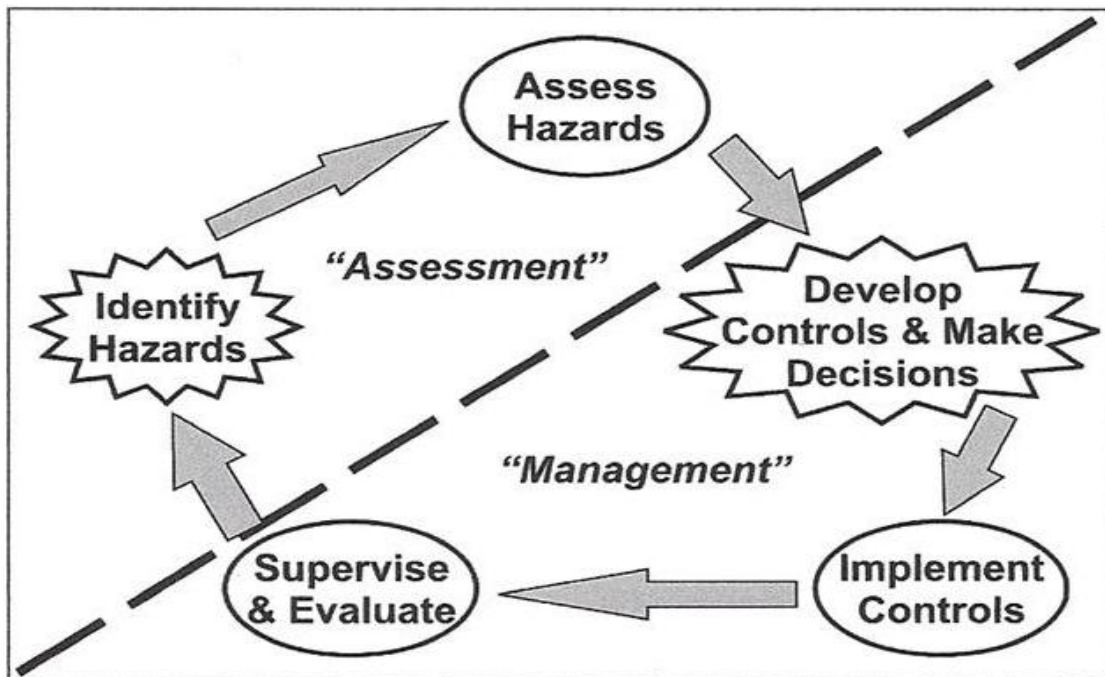 Assess
Hazards
“Assessment”
Identify
Hazards
Develop
Controls & Make
Decisions
“Management”
Supervise
& Evaluate
Implement
Controls